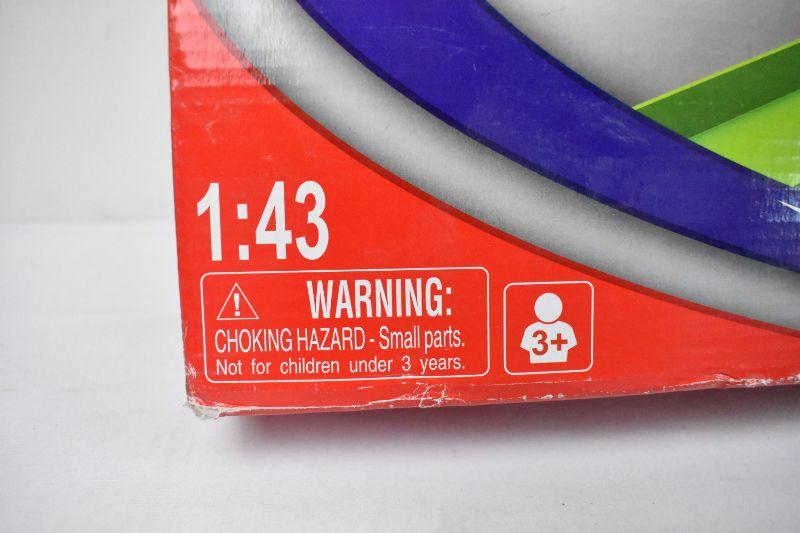 1:43
WARNING:
CHOKING HAZARD - Small parts.
Not for children under 3 years.
3+